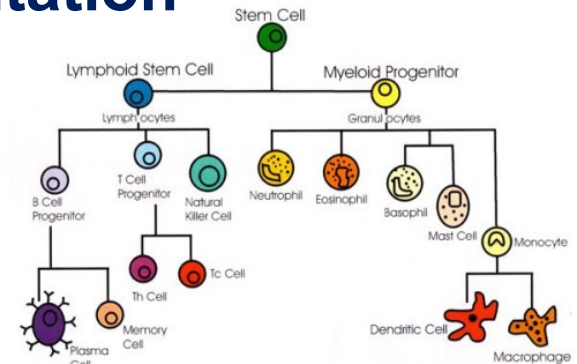 Stem Cell
Lymphoid Stem Cell
Myeloid Progenitor
Lymphocytes
Granulocytes
B Cell
Progenitor
T Cell
Progenitor
Natural
Killer Cell
Neutrophil
Eosinophil
Basophil
Mast Cell
Monocyte
Th Cell
Tc Cell
Plasma
Memory
Cell
Dendritic Cell
Macrophage